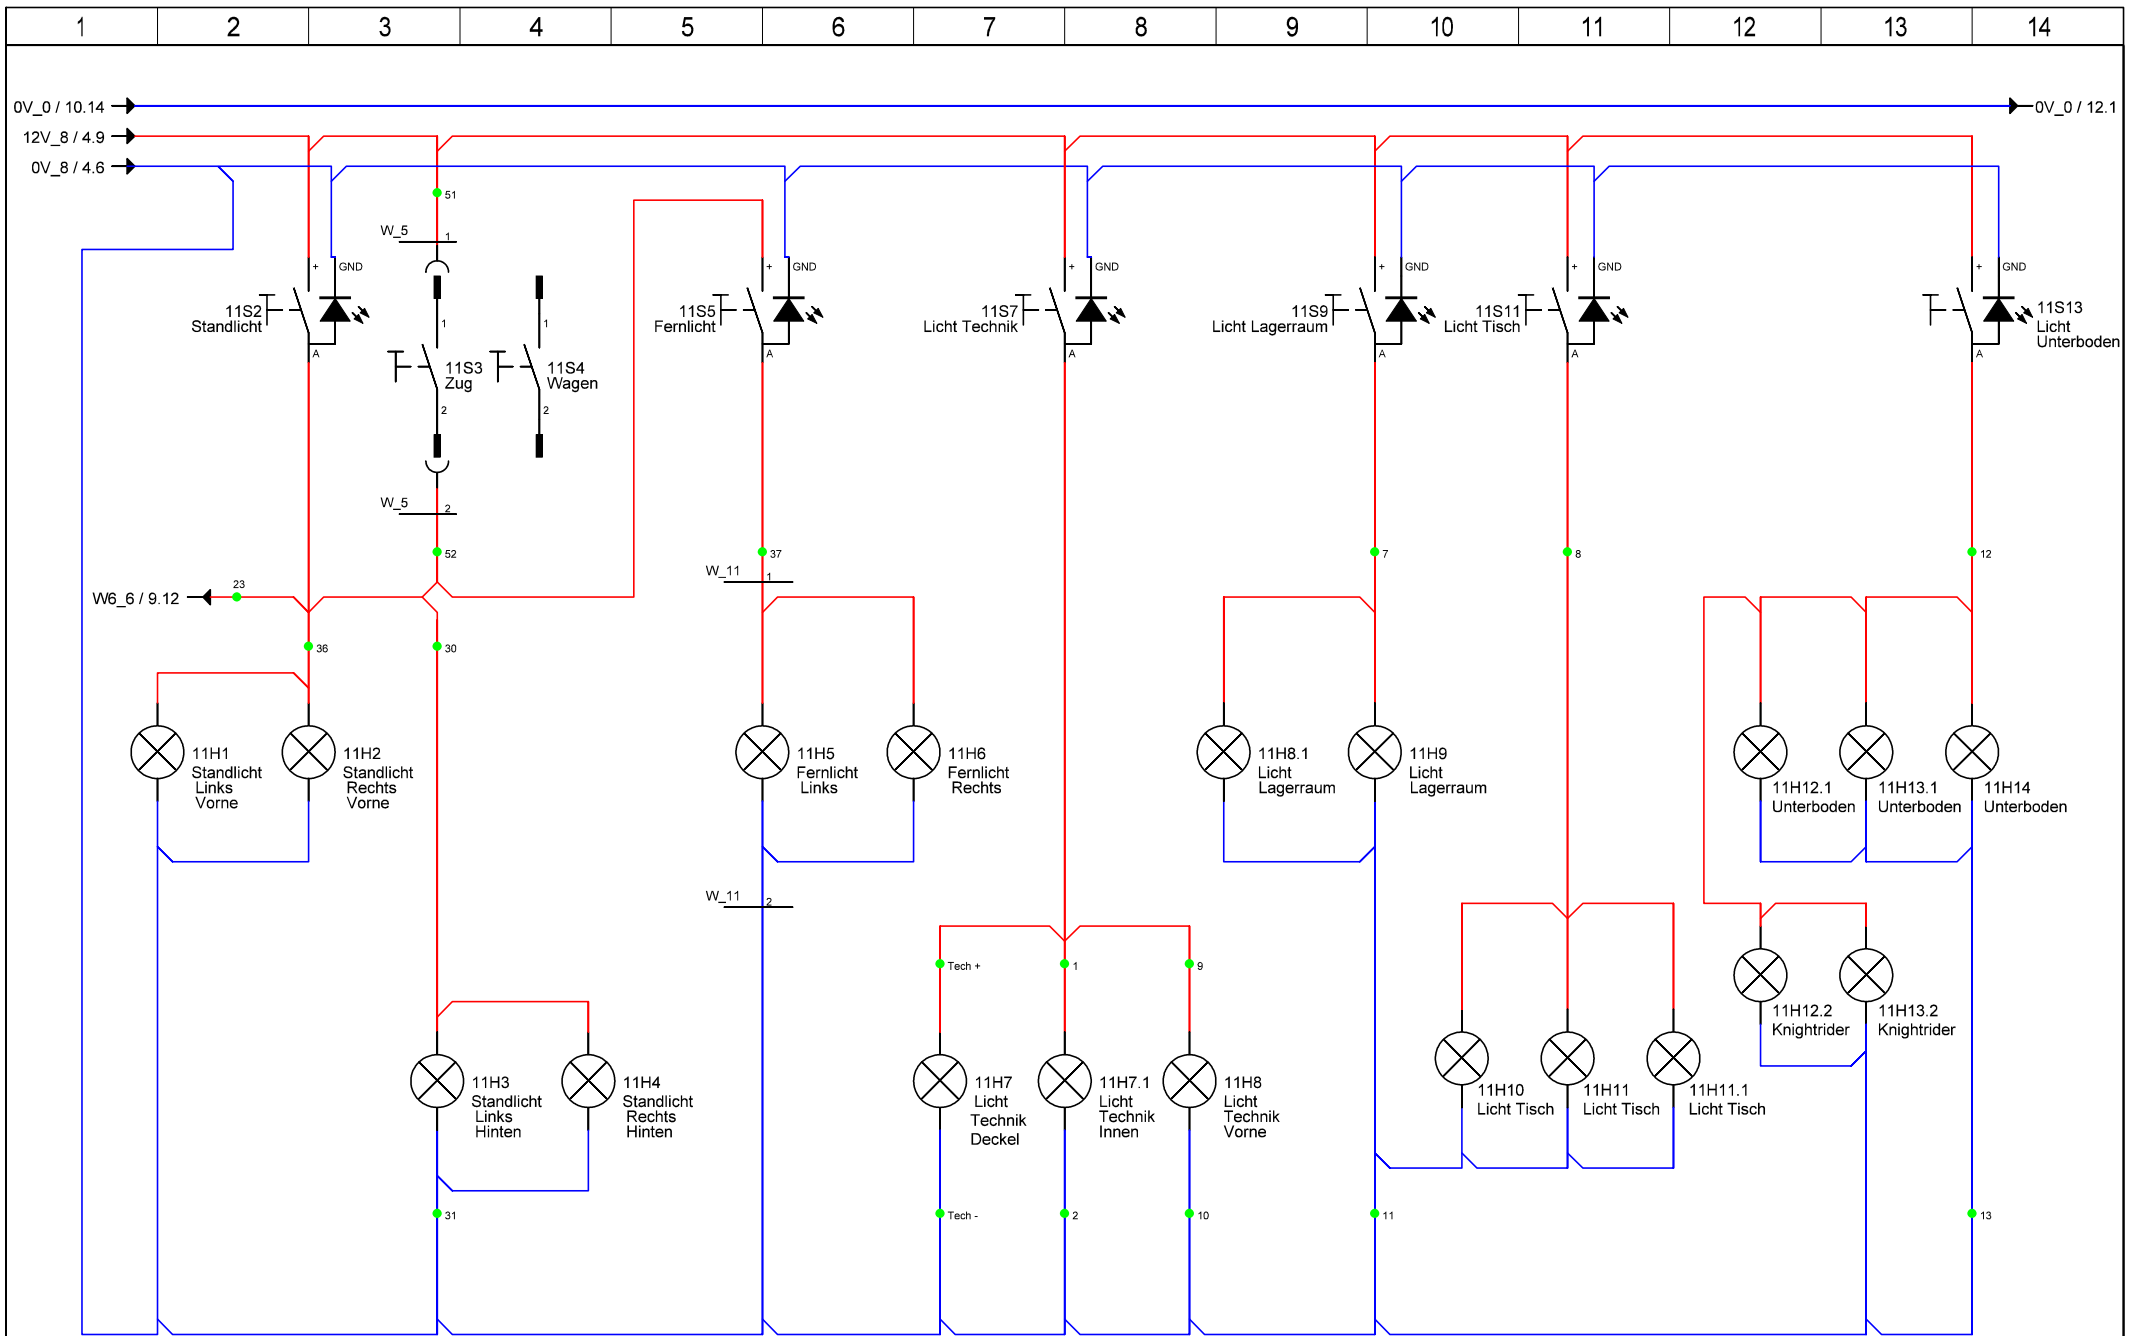 1 2 3 4 5 6 7 8 9 10 11 12 13 14
0V_0 / 10.14
0V_0 / 12.1
12V_8 / 4.9
0V_8 / 4.6
51
W_5
1
+ GND
11S2
Standlicht
A
1
11S3
Zug
2
1
11S4
Wagen
2
+ GND
11S5
Fernlicht
A
+ GND
11S7
Licht Technik
A
+ GND
11S9
Licht Lagerraum
A
+ GND
11S11
Licht Tisch
A
+ GND
11S13
Licht
Unterboden
A
W_5
2
52
37
7
8
12
W_11
1
W6_6 / 9.12
23
36
30
11H1
Standlicht
Links
Vorne
11H2
Standlicht
Rechts
Vorne
11H5
Fernlicht
Links
11H6
Fernlicht
Rechts
11H8.1
Licht
Lagerraum
11H9
Licht
Lagerraum
11H12.1
Unterboden
11H13.1
Unterboden
11H14
Unterboden
W_11
2
Tech +
1
9
11H12.2
Knightrider
11H13.2
Knightrider
11H3
Standlicht
Links
Hinten
11H4
Standlicht
Rechts
Hinten
11H7
Licht
Technik
Deckel
11H7.1
Licht
Technik
Innen
11H8
Licht
Technik
Vorne
11H10
Licht Tisch
11H11
Licht Tisch
11H11.1
Licht Tisch
31
Tech -
2
10
11
13